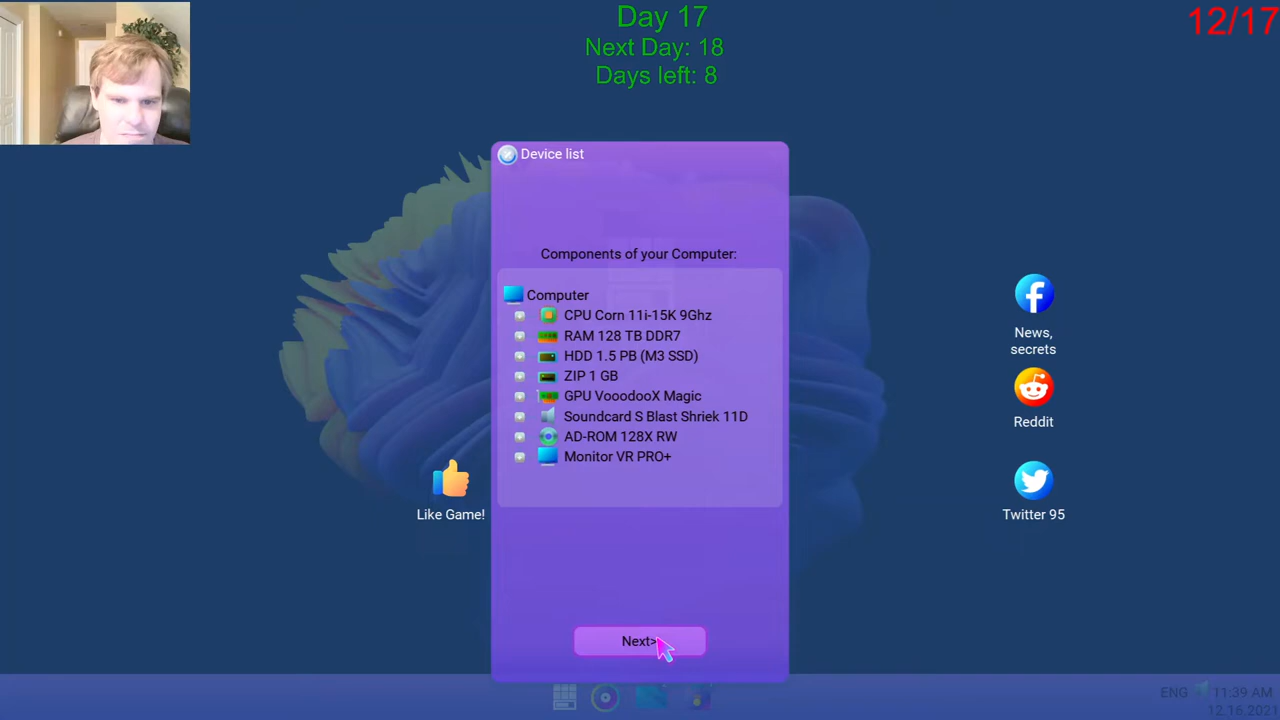 Day 17
Next Day: 18
Days left: 8
12/17
Device list
Components of your Computer:
Computer
CPU Corn 11i-15K 9Ghz
RAM 128 TB DDR7
HDD 1.5 PB (M3 SSD)
ZIP 1 GB
GPU VooodooX Magic
Soundcard S Blast Shriek 11D
AD-ROM 128X RW
Monitor VR PRO+
Next>
Like Game!
News,
secrets
Reddit
Twitter 95
ENG 11:39 AM
12.16.2021